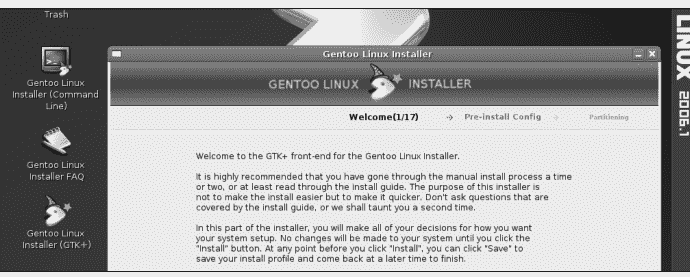 Trash
Gentoo Linux
Installer (Command
Line)
Gentoo Linux
Installer FAQ
Gentoo Linux
Installer (GTK+)
Gentoo Linux Installer
GENTOO LINUX INSTALLER
Welcome(1/17) -> Pre-install Config -> Partitioning
Welcome to the GTK+ front-end for the Gentoo Linux Installer.
It is highly recommended that you have gone through the manual install process a time
or two, or at least read through the install guide. The purpose of this installer is
not to make the install easier but to make it quicker. Don't ask questions that are
covered by the install guide, or we shall taunt you a second time.
In this part of the installer, you will make all of your decisions for how you want
your system setup. No changes will be made to your system until you click the
"Install" button. At any point before you click "Install", you can click "Save" to
save your install profile and come back at a later time to finish.
LINUX 2006.1